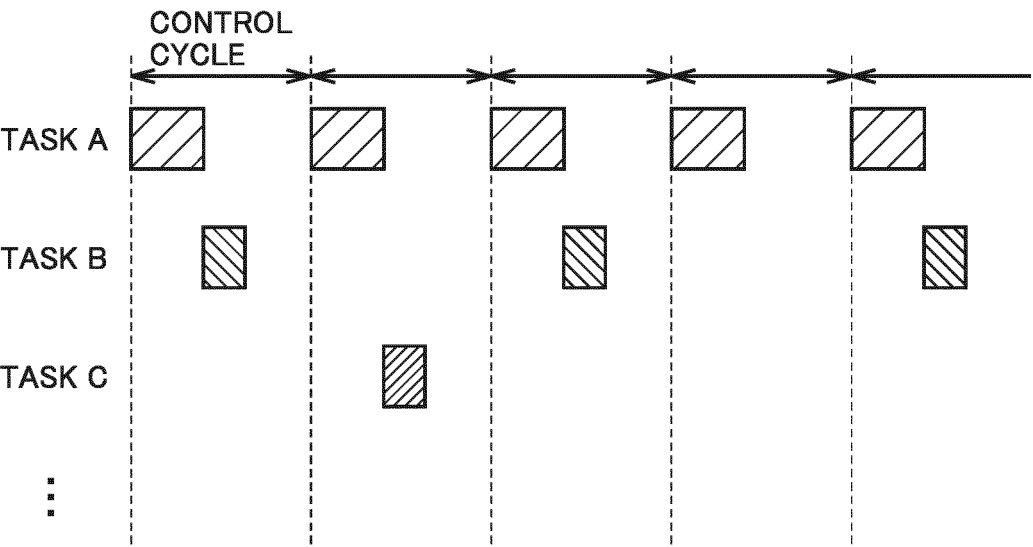 CONTROL
CYCLE
TASK A
TASK B
TASK C
⋮